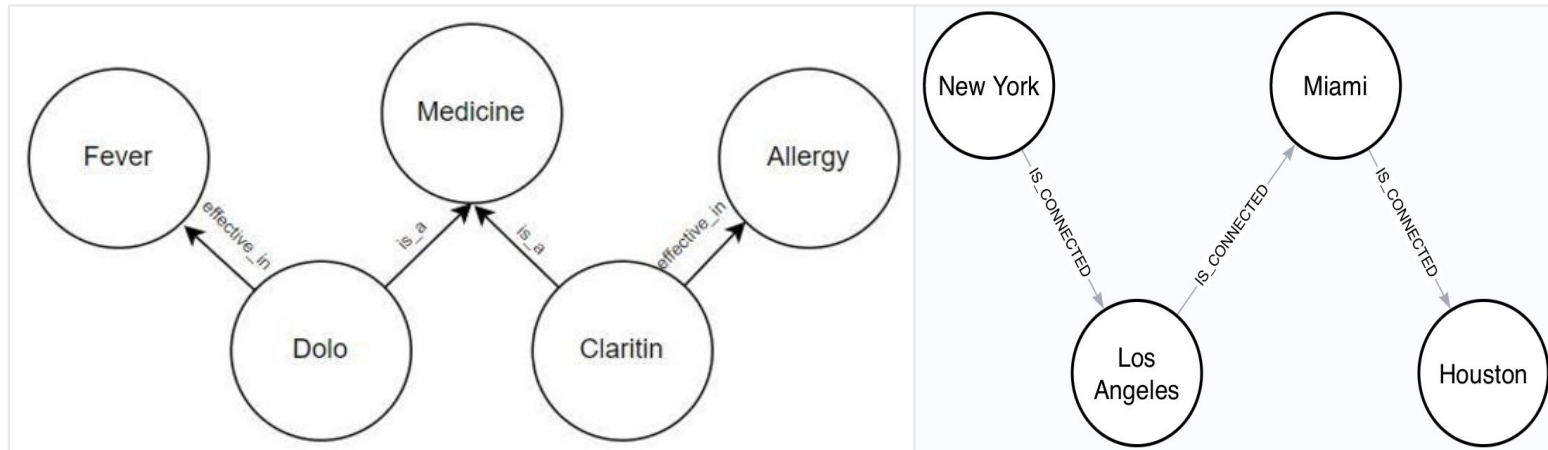 Medicine
Fever
Allergy
effective_in
is_a
is_a
effective_in
Dolo
Claritin
New York
Miami
IS_CONNECTED
IS_CONNECTED
IS_CONNECTED
Los
Angeles
Houston